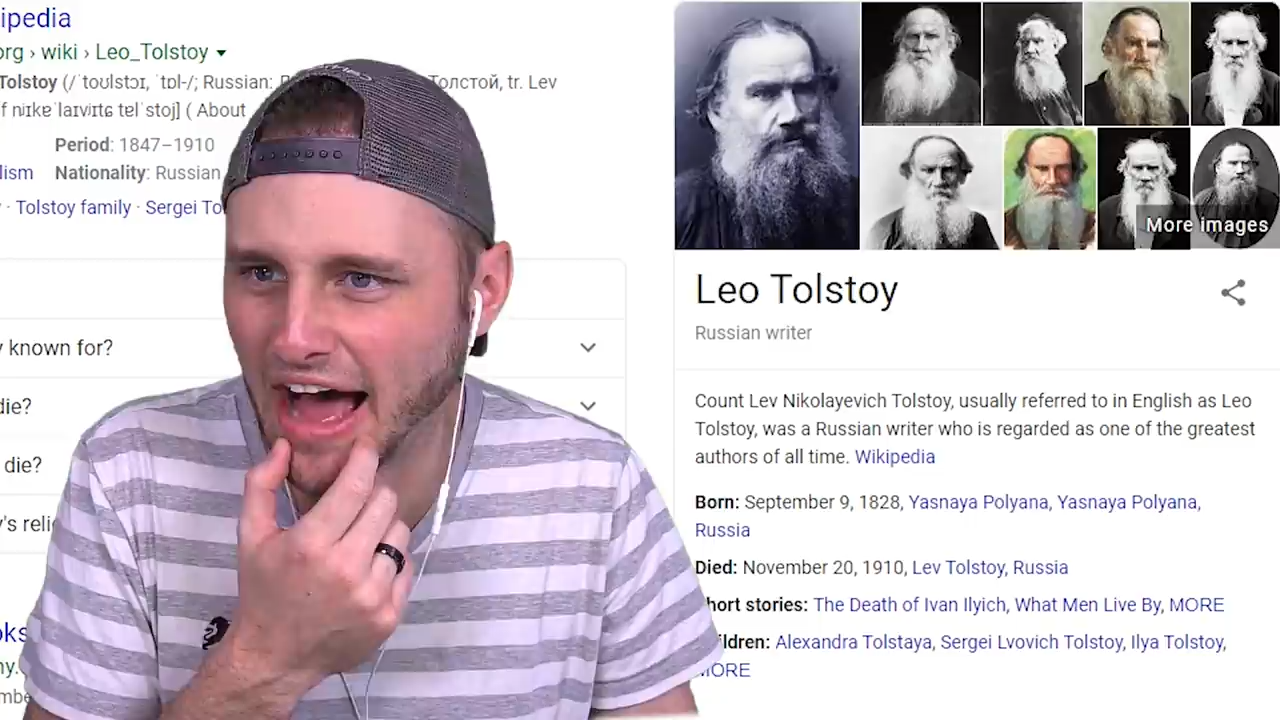 ipedia
org › wiki › Leo_Tolstoy
Tolstoy (/ˈtoʊlstɔɪ, ˈtɒl-/; Russian: Толстой, tr. Lev
ˈlaɪvɪtɕ tɐlˈstoj] ( About
Period: 1847–1910
lism Nationality: Russian
· Tolstoy family · Sergei To
y known for?
die?
die?
y's reli
oks
ny.
mbe
More images
Leo Tolstoy
Russian writer
Count Lev Nikolayevich Tolstoy, usually referred to in English as Leo
Tolstoy, was a Russian writer who is regarded as one of the greatest
authors of all time. Wikipedia
Born: September 9, 1828, Yasnaya Polyana, Yasnaya Polyana,
Russia
Died: November 20, 1910, Lev Tolstoy, Russia
hort stories: The Death of Ivan Ilyich, What Men Live By, MORE
ildren: Alexandra Tolstaya, Sergei Lvovich Tolstoy, Ilya Tolstoy,
MORE